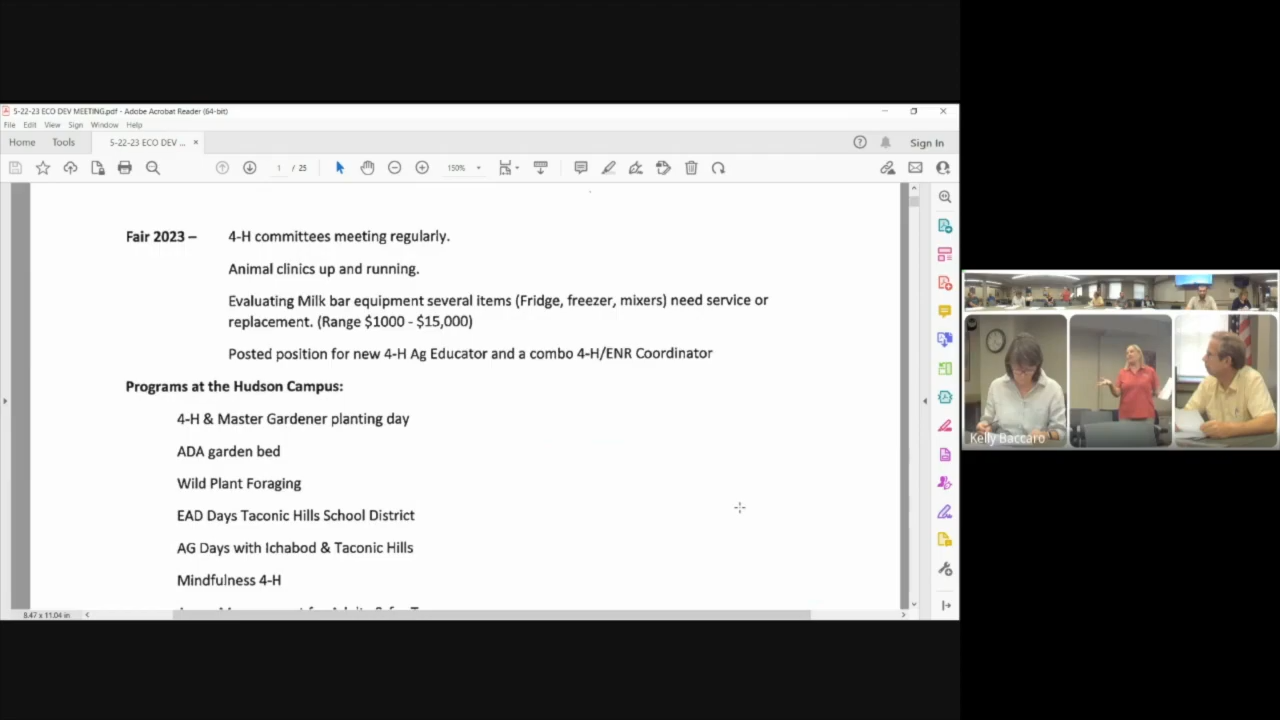 5-22-23 ECO DEV MEETING.pdf - Adobe Acrobat Reader (64-bit)
File Edit View Sign Window Help
Home Tools 5-22-23 ECO DEV ... × Sign In
1 / 25 150%
Fair 2023 – 4-H committees meeting regularly.
Animal clinics up and running.
Evaluating Milk bar equipment several items (Fridge, freezer, mixers) need service or
replacement. (Range $1000 - $15,000)
Posted position for new 4-H Ag Educator and a combo 4-H/ENR Coordinator
Programs at the Hudson Campus:
4-H & Master Gardener planting day
ADA garden bed
Wild Plant Foraging
EAD Days Taconic Hills School District
AG Days with Ichabod & Taconic Hills
Mindfulness 4-H
8.47 x 11.04 in
Kelly Baccaro